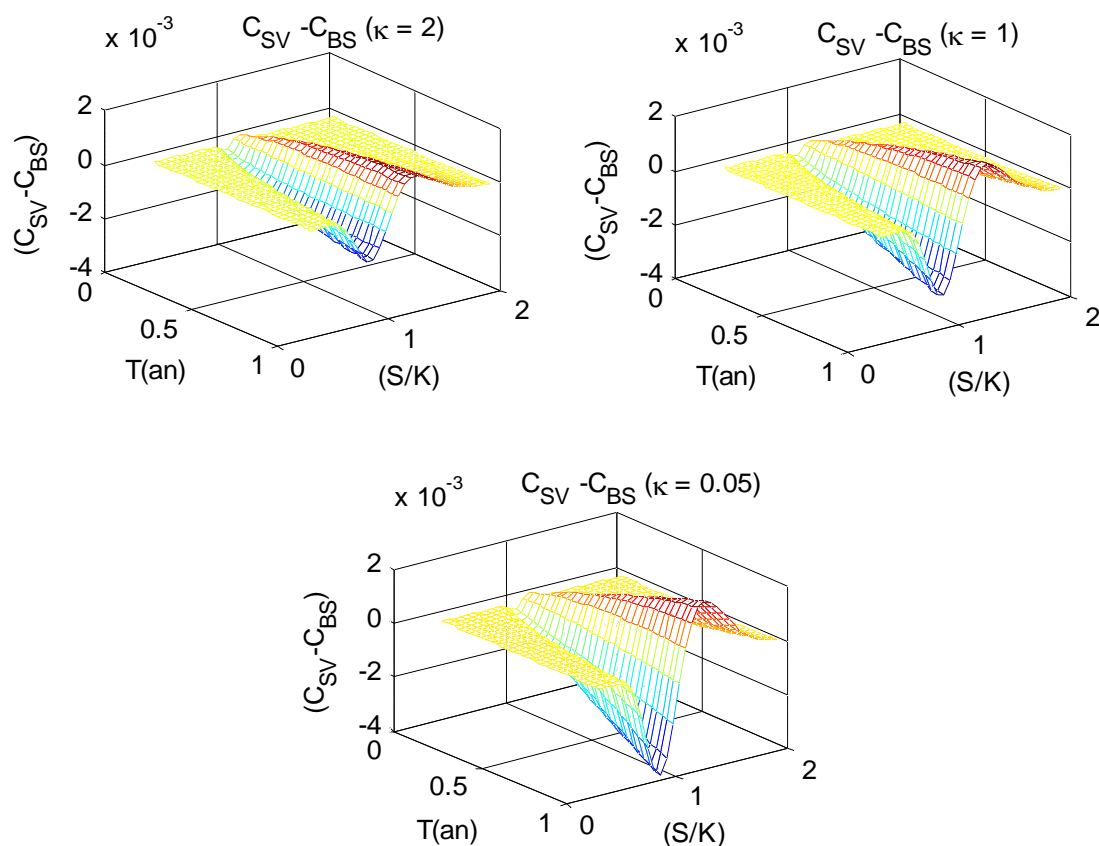 x 10⁻³
C_SV -C_BS (κ = 2)
2
0
-2
-4
(C_SV-C_BS)
0
0.5
1
T(an)
0
1
2
(S/K)
x 10⁻³
C_SV -C_BS (κ = 1)
2
0
-2
-4
(C_SV-C_BS)
0
0.5
1
T(an)
0
1
2
(S/K)
x 10⁻³
C_SV -C_BS (κ = 0.05)
2
0
-2
-4
(C_SV-C_BS)
0
0.5
1
T(an)
0
1
2
(S/K)